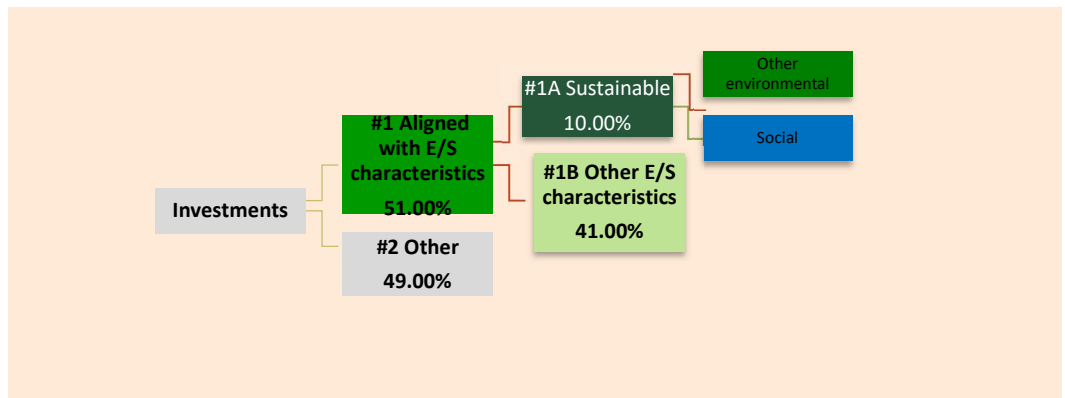 Investments
#1 Aligned
with E/S
characteristics
51.00%
#2 Other
49.00%
#1A Sustainable
10.00%
#1B Other E/S
characteristics
41.00%
Other
environmental
Social